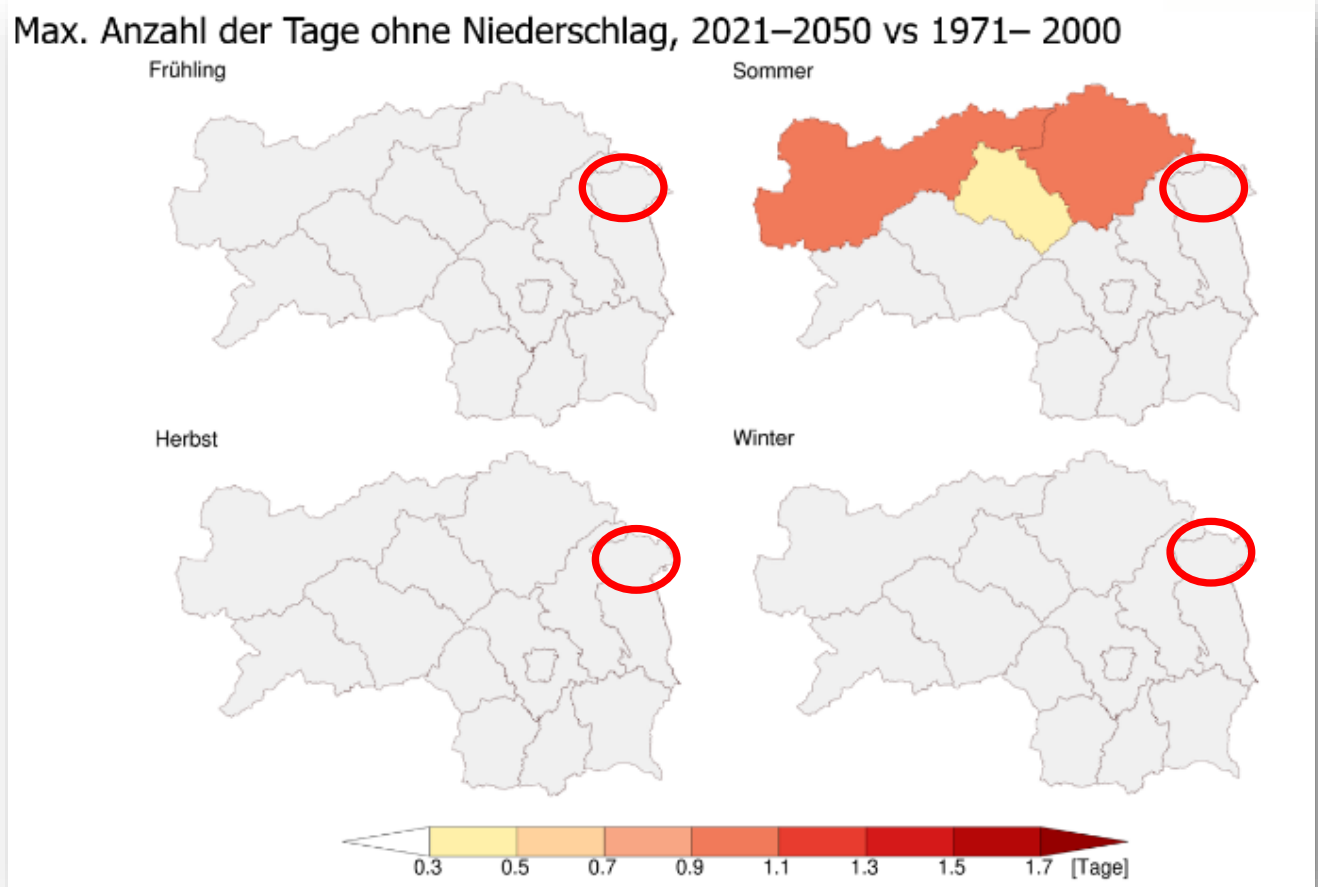 Max. Anzahl der Tage ohne Niederschlag, 2021–2050 vs 1971– 2000
Frühling
Sommer
Herbst
Winter
0.3 0.5 0.7 0.9 1.1 1.3 1.5 1.7 [Tage]